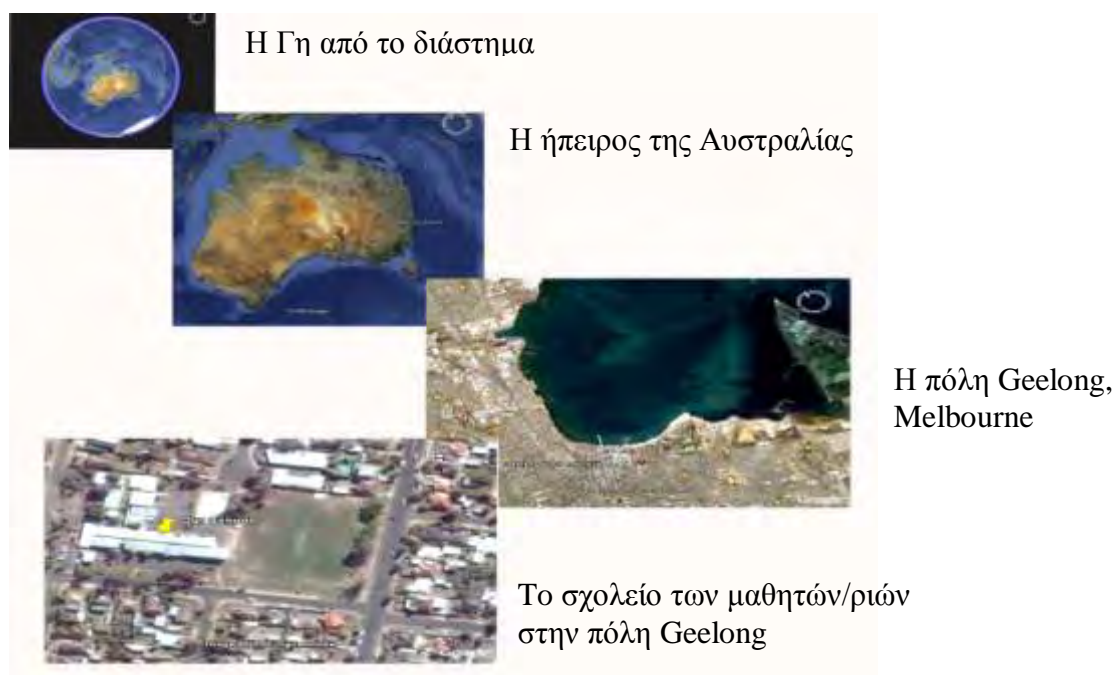 Η Γη από το διάστημα
Η ήπειρος της Αυστραλίας
Η πόλη Geelong,
Melbourne
Το σχολείο των μαθητών/ριών
στην πόλη Geelong